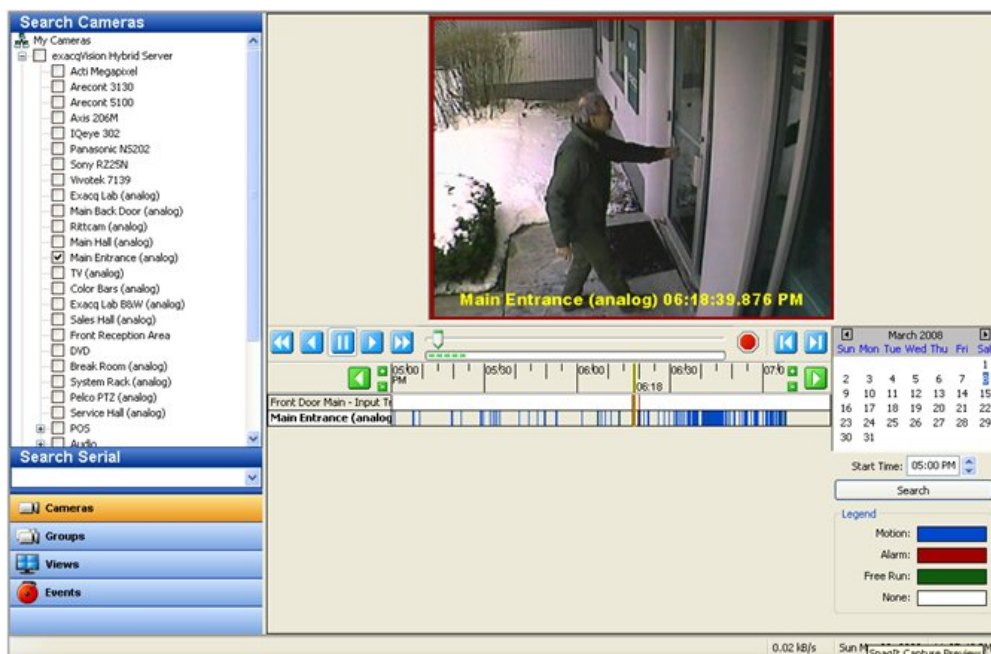 Search Cameras
My Cameras
exacqVision Hybrid Server
Acti Megapixel
Arecont 3130
Arecont 5100
Axis 206M
IQeye 302
Panasonic NS202
Sony RZ25N
Vivotek 7139
Exacq Lab (analog)
Main Back Door (analog)
Rittcam (analog)
Main Hall (analog)
Main Entrance (analog)
TV (analog)
Color Bars (analog)
Exacq Lab B&W (analog)
Sales Hall (analog)
Front Reception Area
DVD
Break Room (analog)
System Rack (analog)
Pelco PTZ (analog)
Service Hall (analog)
POS
Audio
Search Serial
Cameras
Groups
Views
Events
Main Entrance (analog) 06:18:39.876 PM
05:00 PM 05:30 06:00 06:30 07:0
06:18
Front Door Main - Input Tr
Main Entrance (analog
March 2008
Sun Mon Tue Wed Thu Fri Sat
1
2 3 4 5 6 7 8
9 10 11 12 13 14 15
16 17 18 19 20 21 22
23 24 25 26 27 28 29
30 31
Start Time: 05:00 PM
Search
Legend
Motion:
Alarm:
Free Run:
None:
0.02 kB/s
Sun
SnagIt Capture Preview